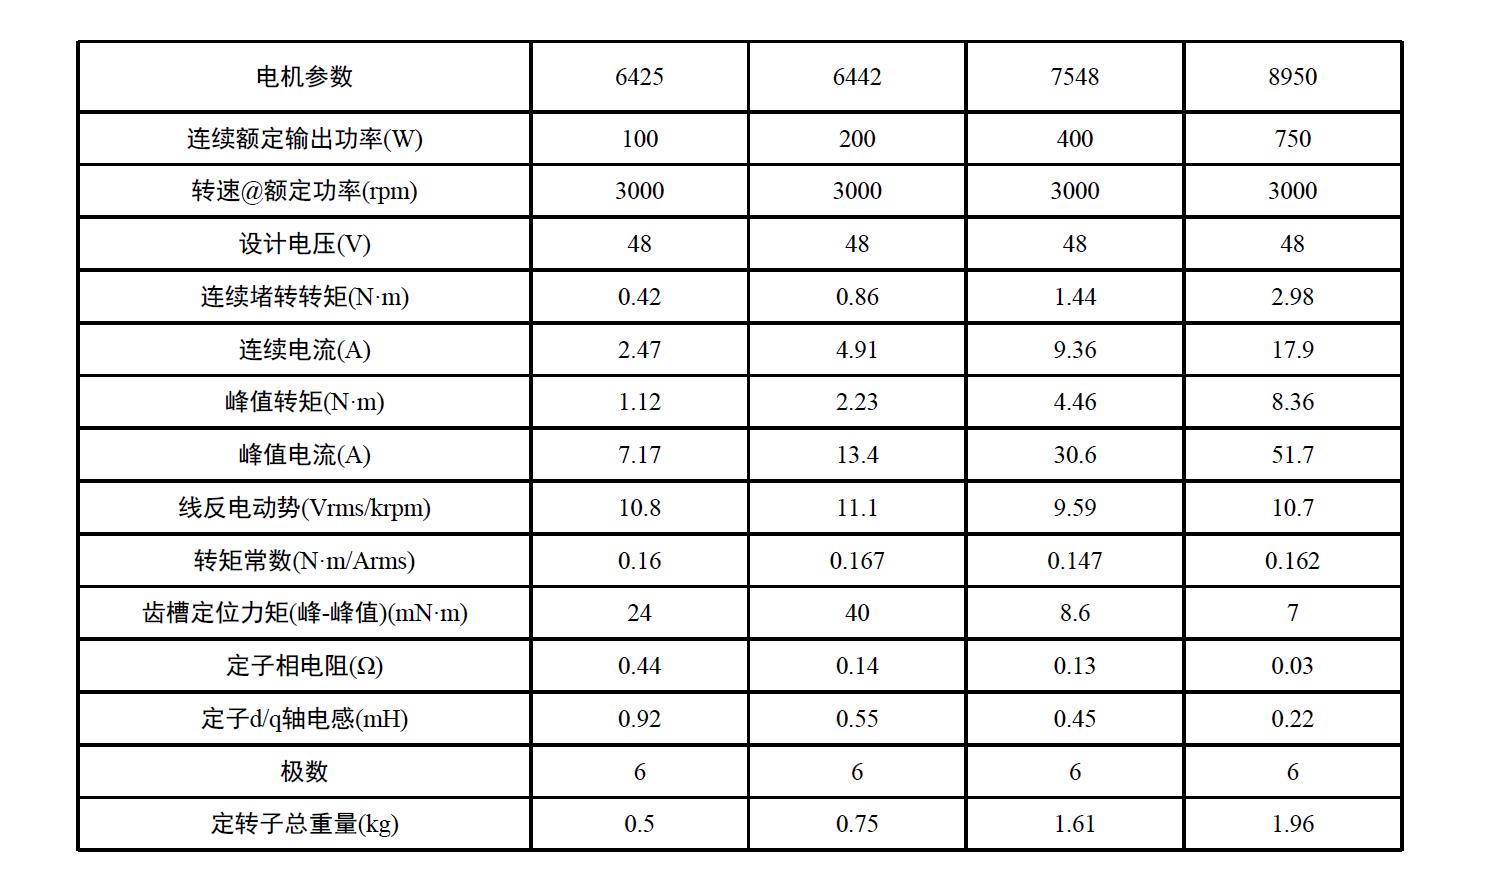 电机参数 6425 6442 7548 8950
连续额定输出功率(W) 100 200 400 750
转速@额定功率(rpm) 3000 3000 3000 3000
设计电压(V) 48 48 48 48
连续堵转转矩(N·m) 0.42 0.86 1.44 2.98
连续电流(A) 2.47 4.91 9.36 17.9
峰值转矩(N·m) 1.12 2.23 4.46 8.36
峰值电流(A) 7.17 13.4 30.6 51.7
线反电动势(Vrms/krpm) 10.8 11.1 9.59 10.7
转矩常数(N·m/Arms) 0.16 0.167 0.147 0.162
齿槽定位力矩(峰-峰值)(mN·m) 24 40 8.6 7
定子相电阻(Ω) 0.44 0.14 0.13 0.03
定子d/q轴电感(mH) 0.92 0.55 0.45 0.22
极数 6 6 6 6
定转子总重量(kg) 0.5 0.75 1.61 1.96